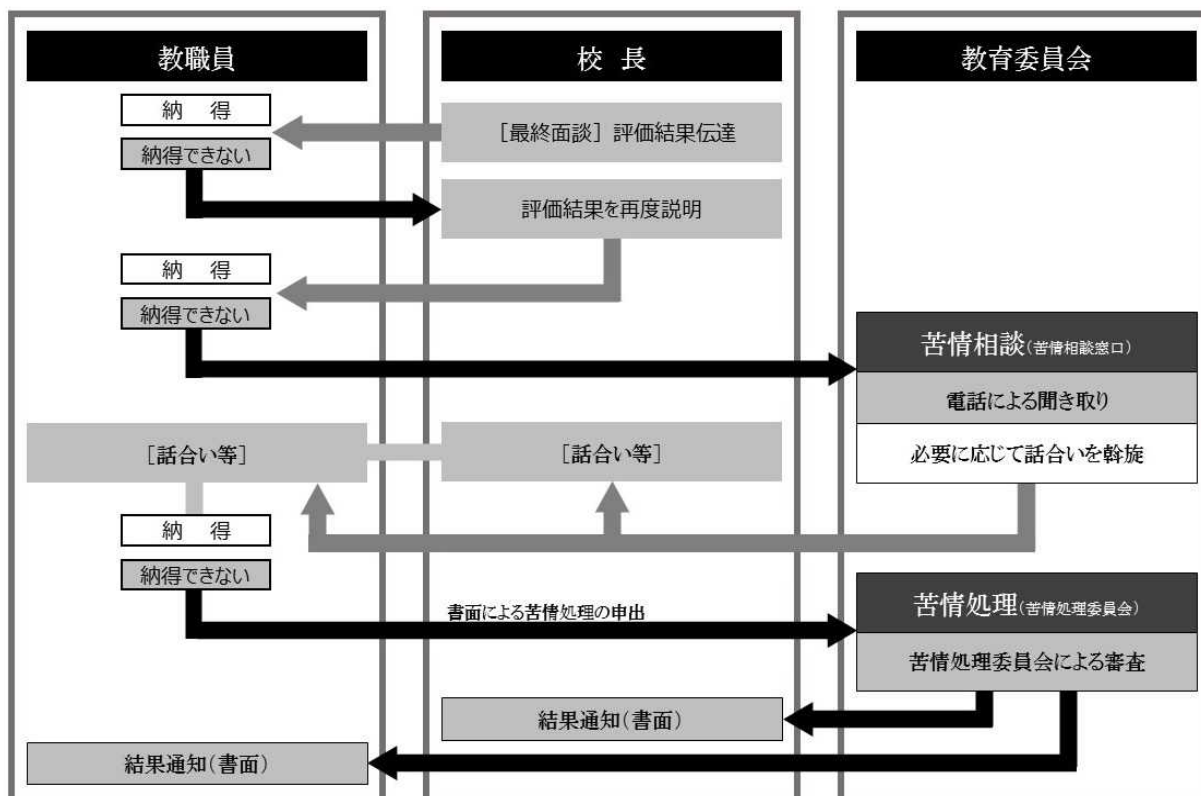 教職員
校 長
教育委員会
納 得
[最終面談] 評価結果伝達
納得できない
評価結果を再度説明
納 得
納得できない
苦情相談(苦情相談窓口)
電話による聞き取り
必要に応じて話合いを斡旋
[話合い等]
[話合い等]
納 得
納得できない
書面による苦情処理の申出
苦情処理(苦情処理委員会)
苦情処理委員会による審査
結果通知(書面)
結果通知(書面)